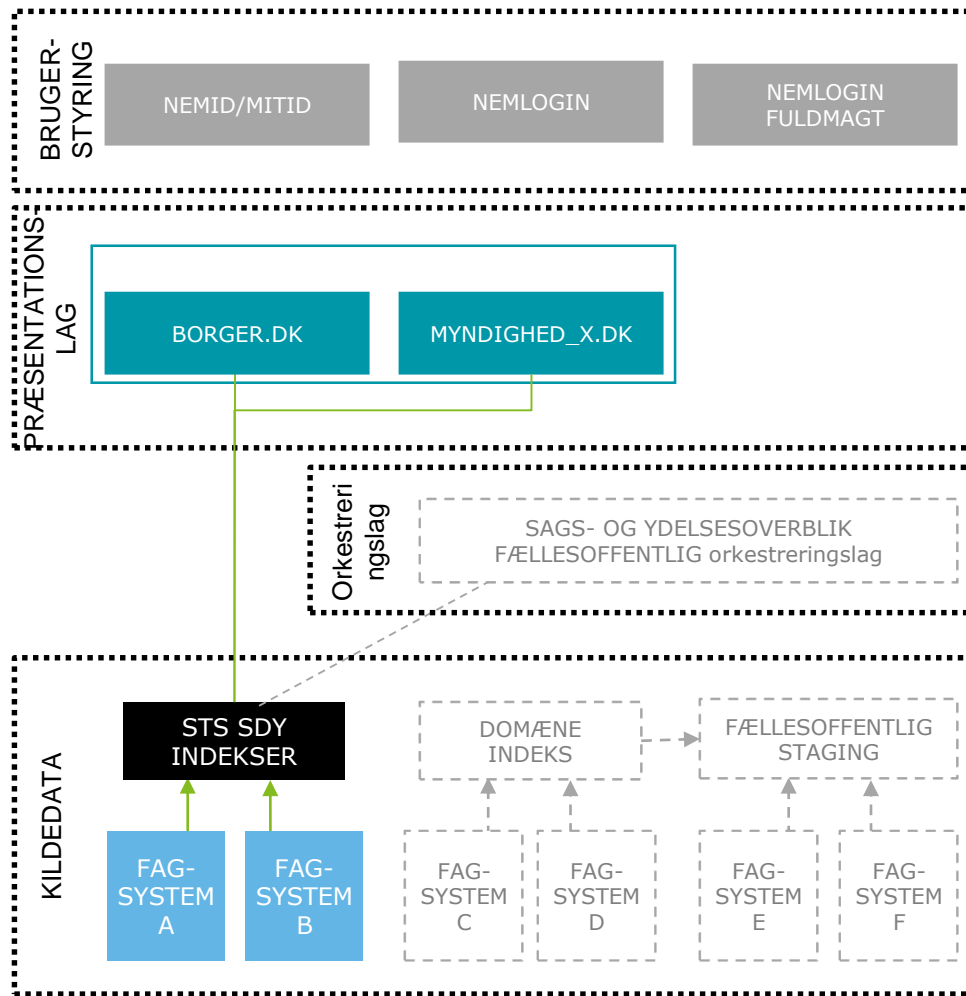 BRUGER-
STYRING
NEMID/MITID
NEMLOGIN
NEMLOGIN
FULDMAGT
PRÆSENTATIONS-
LAG
BORGER.DK
MYNDIGHED_X.DK
Orkestreri
ngslag
SAGS- OG YDELSESOVERBLIK
FÆLLESOFFENTLIG orkestreringslag
KILDEDATA
STS SDY
INDEKSER
DOMÆNE
INDEKS
FÆLLESOFFENTLIG
STAGING
FAG-
SYSTEM
A
FAG-
SYSTEM
B
FAG-
SYSTEM
C
FAG-
SYSTEM
D
FAG-
SYSTEM
E
FAG-
SYSTEM
F